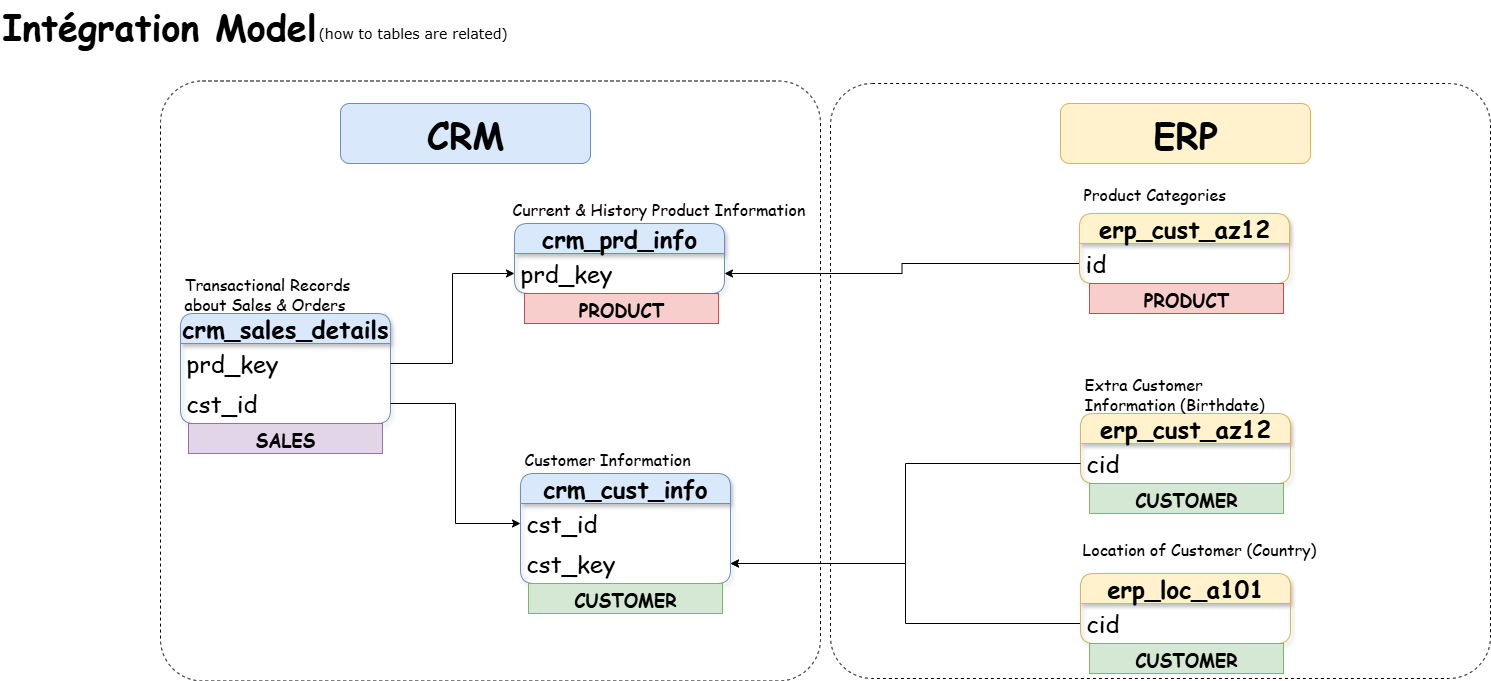 Intégration Model (how to tables are related)
CRM
Current & History Product Information
crm_prd_info
prd_key
PRODUCT
Transactional Records
about Sales & Orders
crm_sales_details
prd_key
cst_id
SALES
Customer Information
crm_cust_info
cst_id
cst_key
CUSTOMER
ERP
Product Categories
erp_cust_az12
id
PRODUCT
Extra Customer
Information (Birthdate)
erp_cust_az12
cid
CUSTOMER
Location of Customer (Country)
erp_loc_a101
cid
CUSTOMER